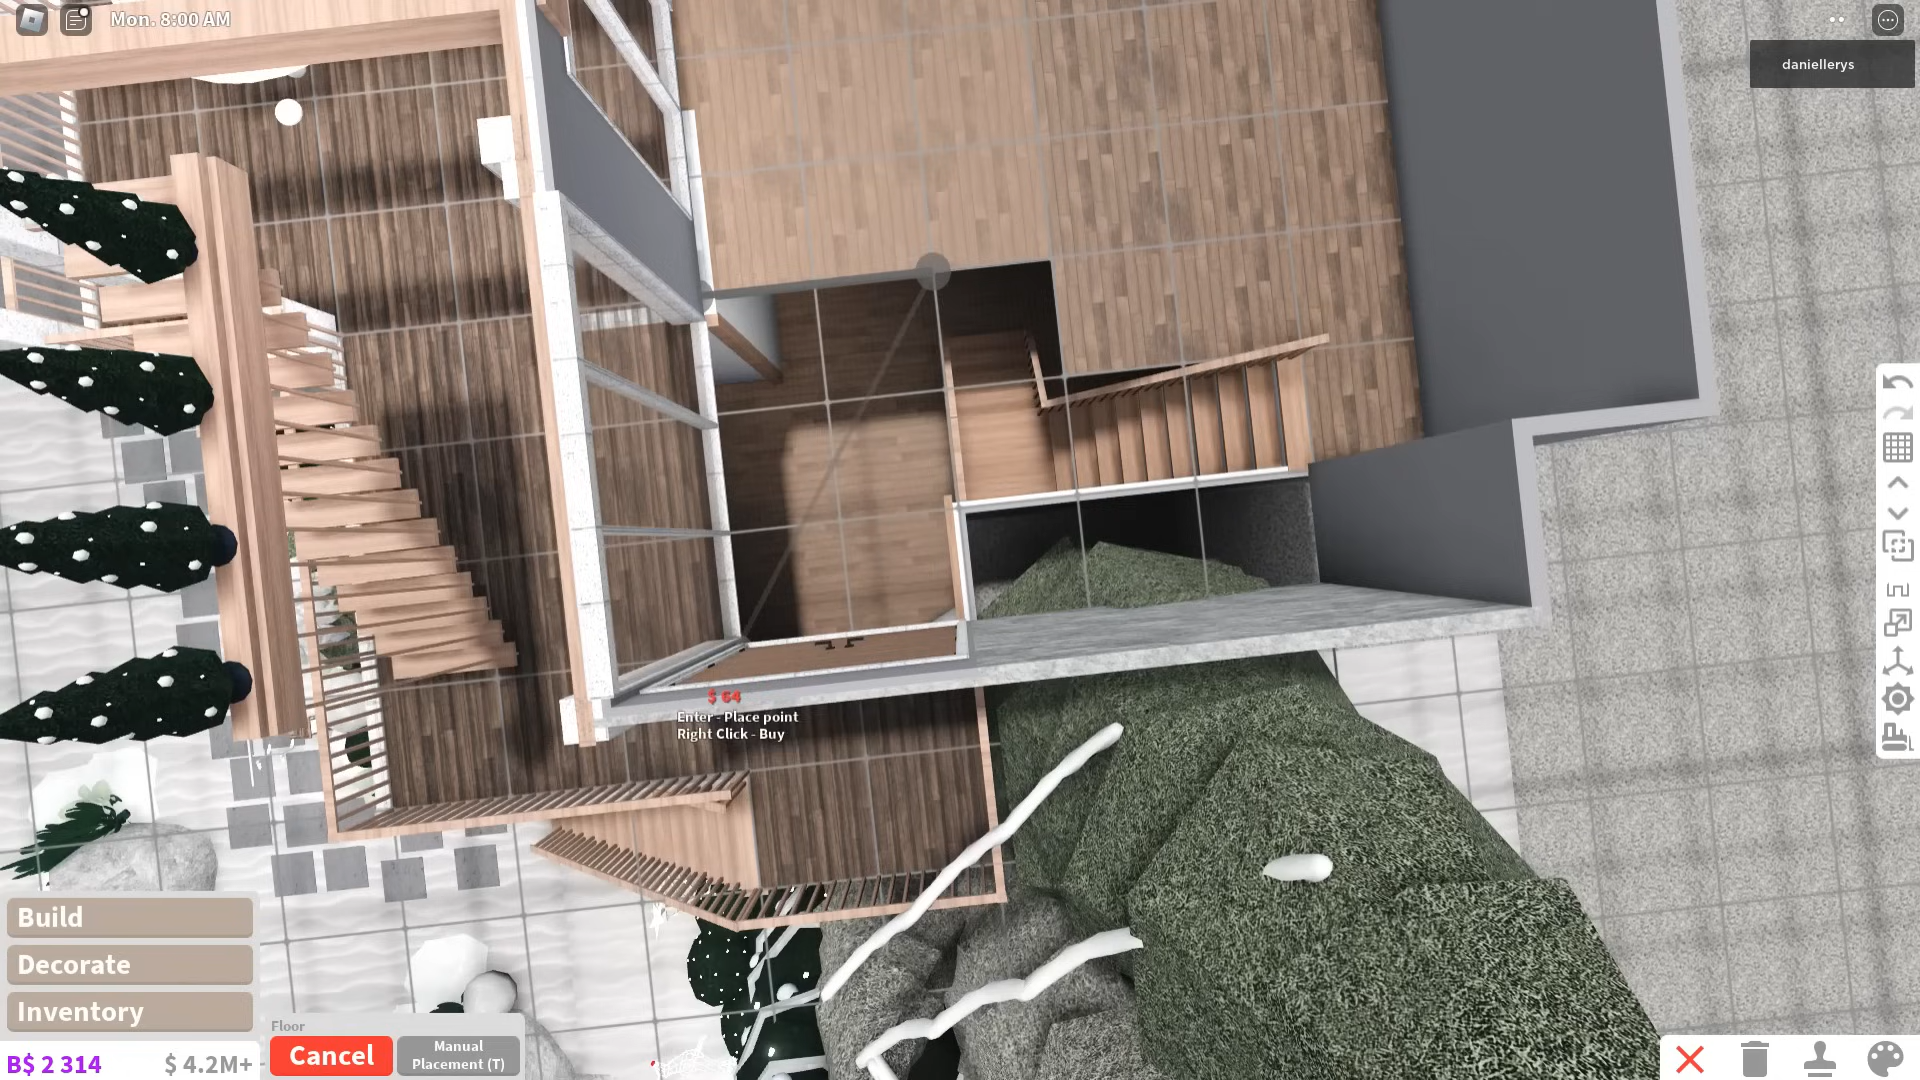 Mon. 8:00 AM
daniellerys
$ 64
Enter - Place point
Right Click - Buy
Build
Decorate
Inventory
Floor
Cancel
Manual
Placement (T)
B$ 2 314
$ 4.2M+